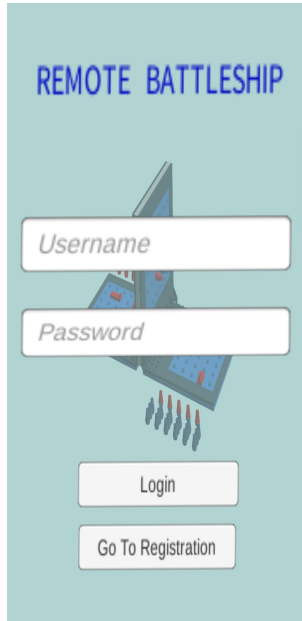 REMOTE BATTLESHIP
Username
Password
Login
Go To Registration